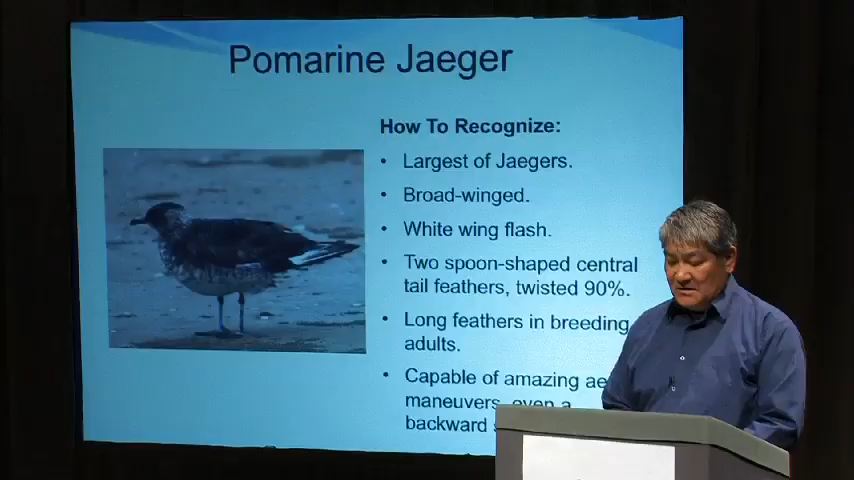 Pomarine Jaeger
How To Recognize:
• Largest of Jaegers.
• Broad-winged.
• White wing flash.
• Two spoon-shaped central
tail feathers, twisted 90%.
• Long feathers in breeding
adults.
• Capable of amazing
maneuvers, even a
backward